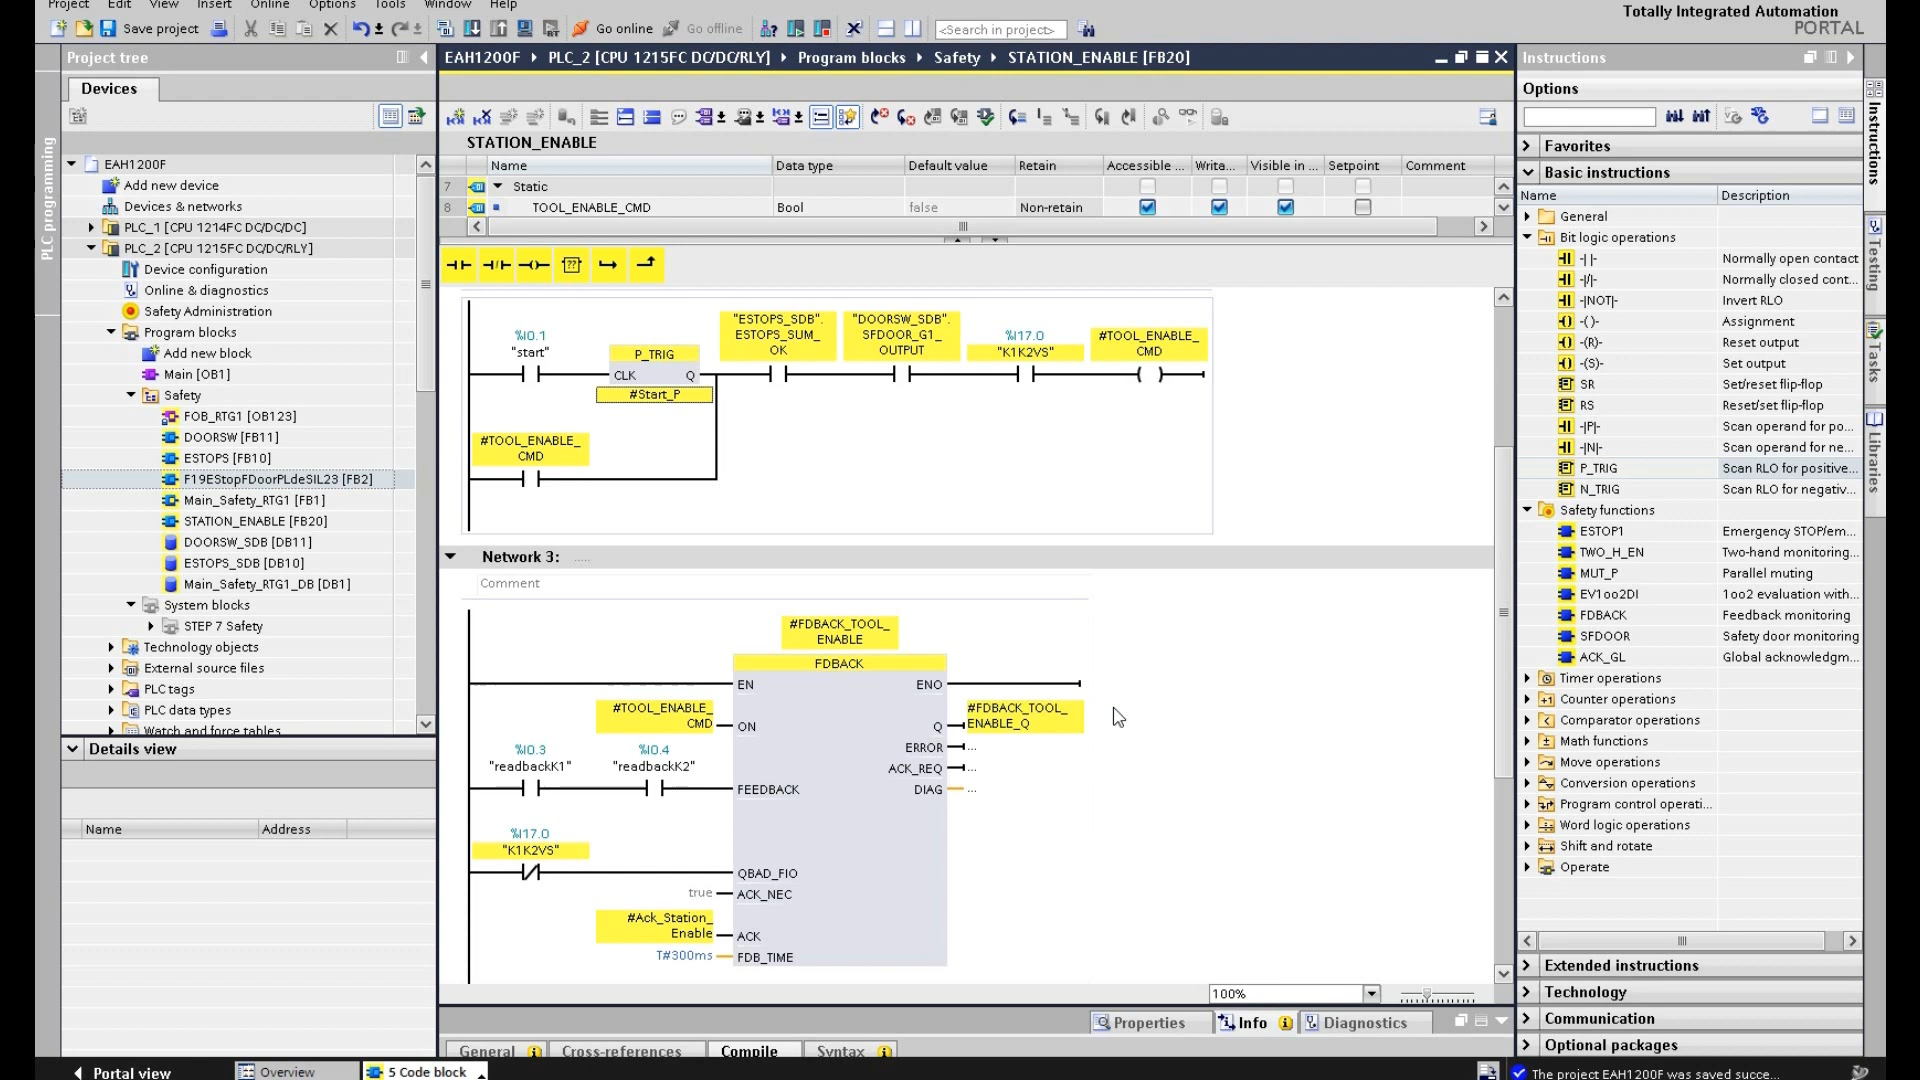 Project Edit View Insert Online Options Tools Window Help
Totally Integrated Automation
PORTAL
Save project
Go online
Go offline
<Search in project>
Project tree
EAH1200F PLC_2 [CPU 1215FC DC/DC/RLY] Program blocks Safety STATION_ENABLE [FB20]
Instructions
Devices
Options
PLC programming
EAH1200F
Add new device
Devices & networks
PLC_1 [CPU 1214FC DC/DC/DC]
PLC_2 [CPU 1215FC DC/DC/RLY]
Device configuration
Online & diagnostics
Safety Administration
Program blocks
Add new block
Main [OB1]
Safety
FOB_RTG1 [OB123]
DOORSW [FB11]
ESTOPS [FB10]
F19EStopFDoorPLdeSIL23 [FB2]
Main_Safety_RTG1 [FB1]
STATION_ENABLE [FB20]
DOORSW_SDB [DB11]
ESTOPS_SDB [DB10]
Main_Safety_RTG1_DB [DB1]
System blocks
STEP 7 Safety
Technology objects
External source files
PLC tags
PLC data types
Watch and force tables
Details view
Name Address
STATION_ENABLE
Name Data type Default value Retain Accessible ... Writa... Visible in ... Setpoint Comment
7 Static
8 TOOL_ENABLE_CMD Bool false Non-retain
%I0.1
"start"
P_TRIG
CLK Q
#Start_P
"ESTOPS_SDB".
ESTOPS_SUM_
OK
"DOORSW_SDB".
SFDOOR_G1_
OUTPUT
%I17.0
"K1K2VS"
#TOOL_ENABLE_
CMD
#TOOL_ENABLE_
CMD
Network 3: .....
Comment
#FDBACK_TOOL_
ENABLE
FDBACK
EN ENO
#TOOL_ENABLE_
CMD
ON
#FDBACK_TOOL_
ENABLE_Q
Q
ERROR ...
ACK_REQ ...
DIAG ...
%I0.3
"readbackK1"
%I0.4
"readbackK2"
FEEDBACK
%I17.0
"K1K2VS"
QBAD_FIO
true ACK_NEC
#Ack_Station_
Enable
ACK
T#300ms FDB_TIME
100%
Properties Info Diagnostics
General Cross-references Compile Syntax
Favorites
Basic instructions
Name Description
General
Bit logic operations
-| |- Normally open contact
-|/|- Normally closed cont...
-|NOT|- Invert RLO
-( )- Assignment
-(R)- Reset output
-(S)- Set output
SR Set/reset flip-flop
RS Reset/set flip-flop
-|P|- Scan operand for po...
-|N|- Scan operand for ne...
P_TRIG Scan RLO for positive...
N_TRIG Scan RLO for negativ...
Safety functions
ESTOP1 Emergency STOP/em...
TWO_H_EN Two-hand monitoring...
MUT_P Parallel muting
EV1oo2DI 1oo2 evaluation with...
FDBACK Feedback monitoring
SFDOOR Safety door monitoring
ACK_GL Global acknowledgm...
Timer operations
Counter operations
Comparator operations
Math functions
Move operations
Conversion operations
Program control operati...
Word logic operations
Shift and rotate
Operate
Extended instructions
Technology
Communication
Optional packages
Instructions
Testing
Tasks
Libraries
Portal view
Overview
5 Code block
The project EAH1200F was saved succe...